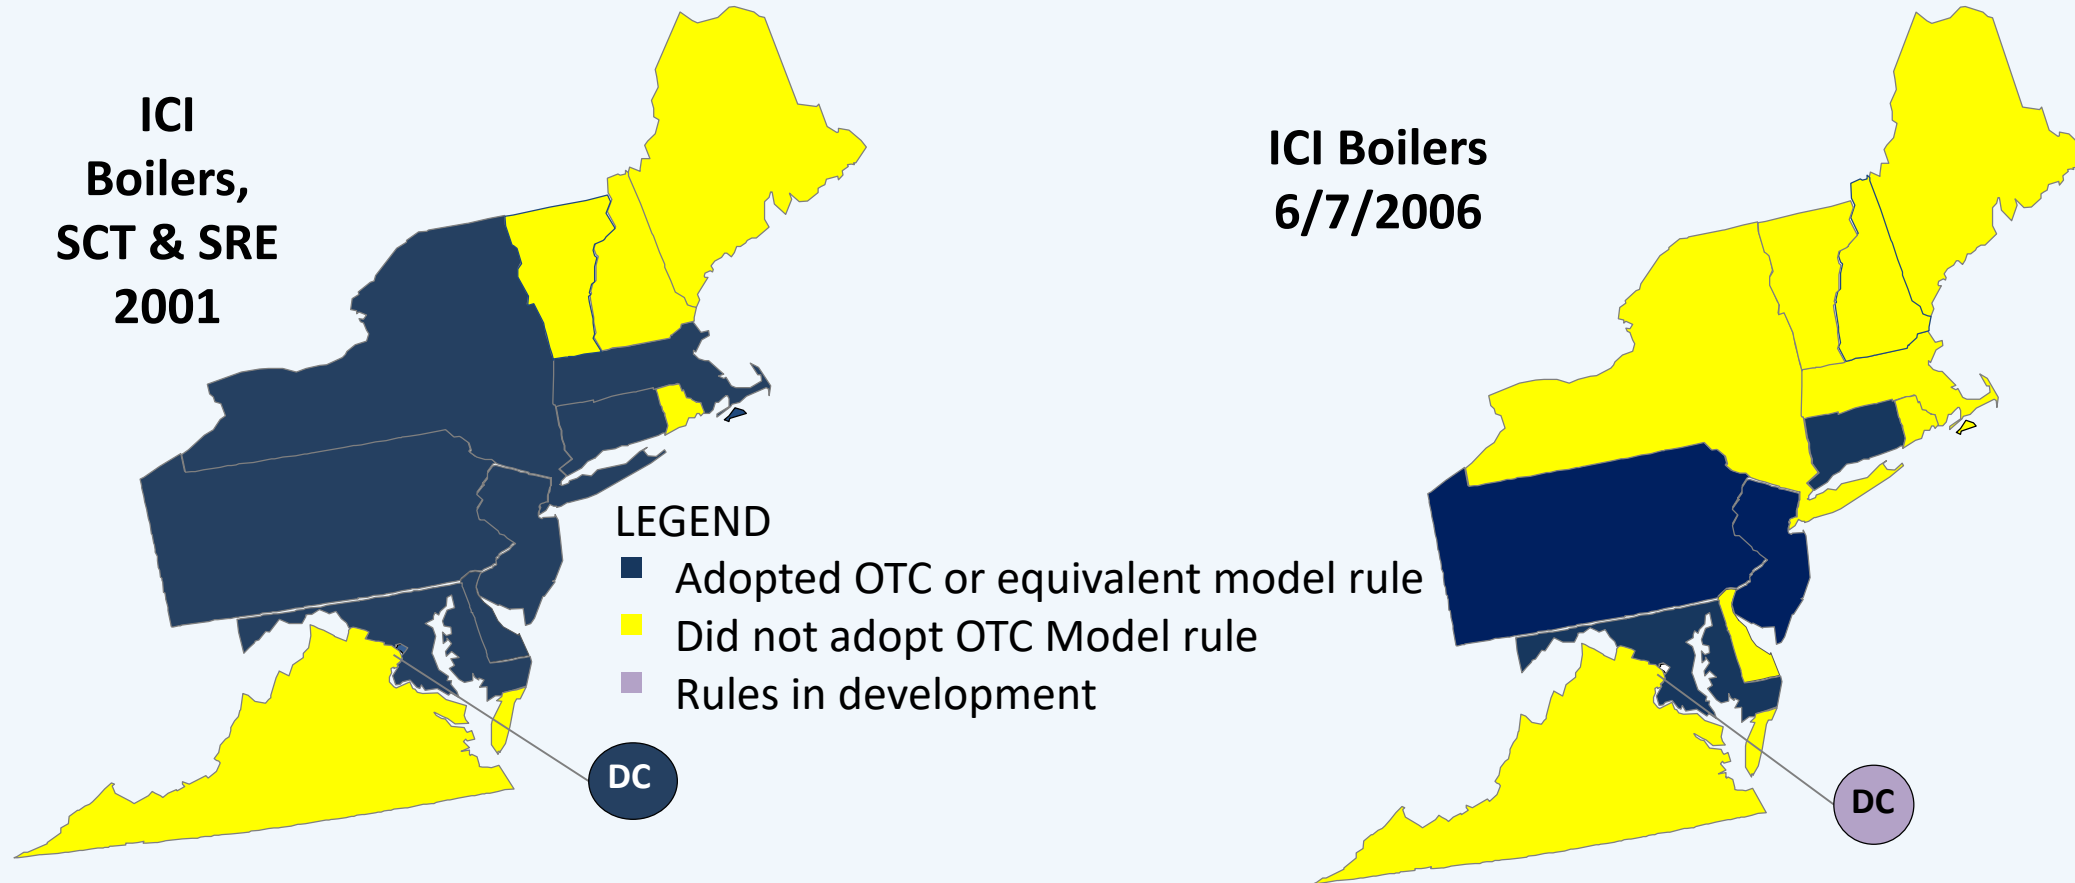 ICI
Boilers,
SCT & SRE
2001
ICI Boilers
6/7/2006
LEGEND
Adopted OTC or equivalent model rule
Did not adopt OTC Model rule
Rules in development
DC
DC